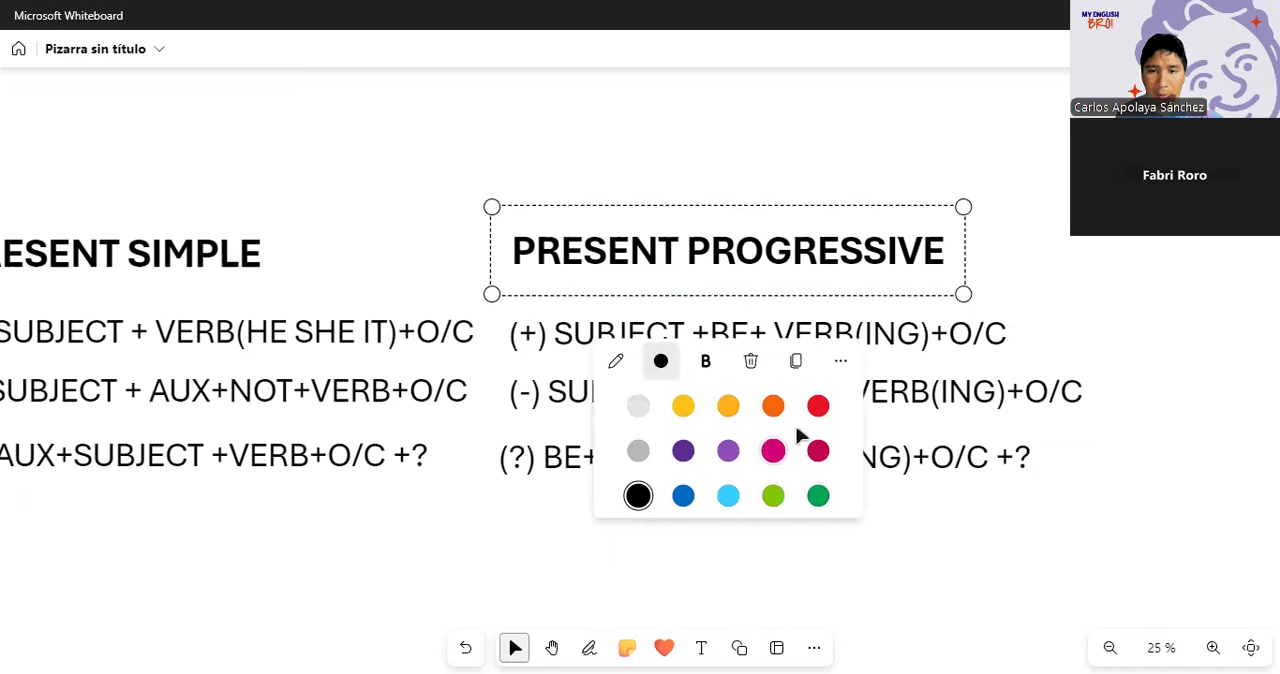 Microsoft Whiteboard
Pizarra sin título
MY ENGLISH
BRO!
Carlos Apolaya Sánchez
Fabri Roro
ESENT SIMPLE
PRESENT PROGRESSIVE
SUBJECT + VERB(HE SHE IT)+O/C
(+) SUBJECT +BE+ VERB(ING)+O/C
B
SUBJECT + AUX+NOT+VERB+O/C
(-) SU
VERB(ING)+O/C
AUX+SUBJECT +VERB+O/C +?
(?) BE+
NG)+O/C +?
T
25 %